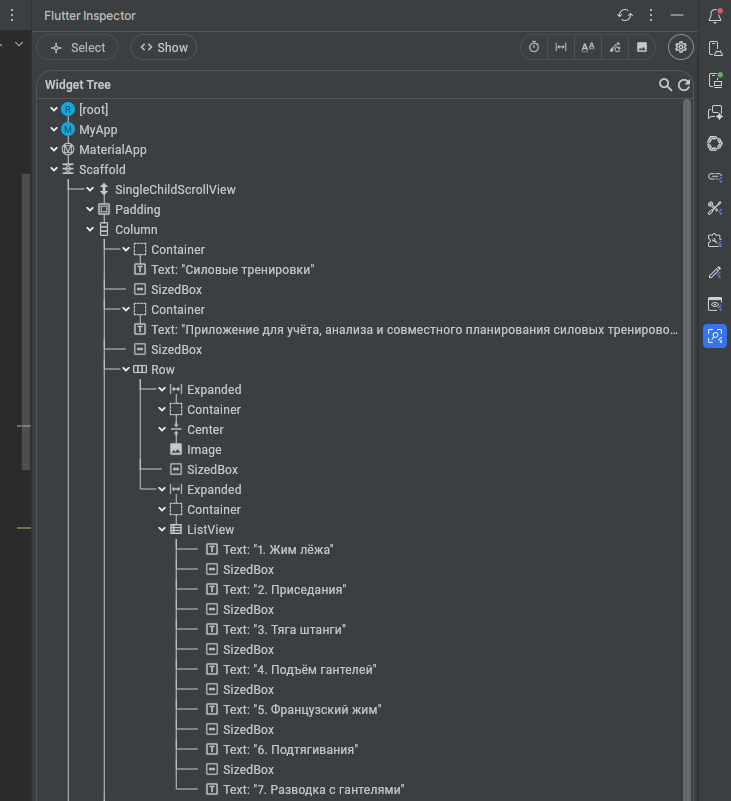 Flutter Inspector
Select
<> Show
Widget Tree
[root]
MyApp
MaterialApp
Scaffold
SingleChildScrollView
Padding
Column
Container
Text: "Силовые тренировки"
SizedBox
Container
Text: "Приложение для учёта, анализа и совместного планирования силовых тренирово...
SizedBox
Row
Expanded
Container
Center
Image
SizedBox
Expanded
Container
ListView
Text: "1. Жим лёжа"
SizedBox
Text: "2. Приседания"
SizedBox
Text: "3. Тяга штанги"
SizedBox
Text: "4. Подъём гантелей"
SizedBox
Text: "5. Французский жим"
SizedBox
Text: "6. Подтягивания"
SizedBox
Text: "7. Разводка с гантелями"